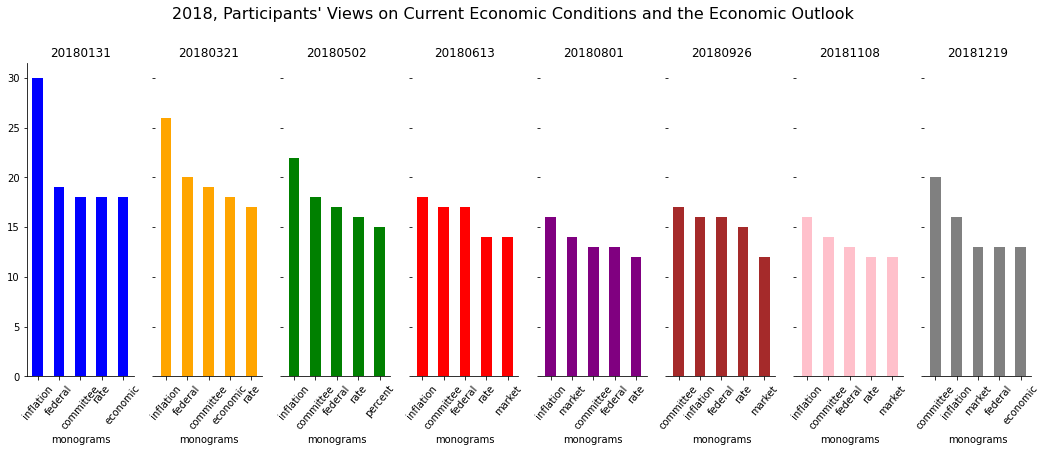 2018, Participants' Views on Current Economic Conditions and the Economic Outlook
20180131 20180321 20180502 20180613 20180801 20180926 20181108 20181219
30
25
20
15
10
5
0
inflation federal committee rate economic inflation federal committee economic rate inflation committee federal rate percent inflation committee federal rate market inflation market committee federal rate committee inflation federal rate market inflation committee federal rate market committee inflation market federal economic
monograms monograms monograms monograms monograms monograms monograms monograms